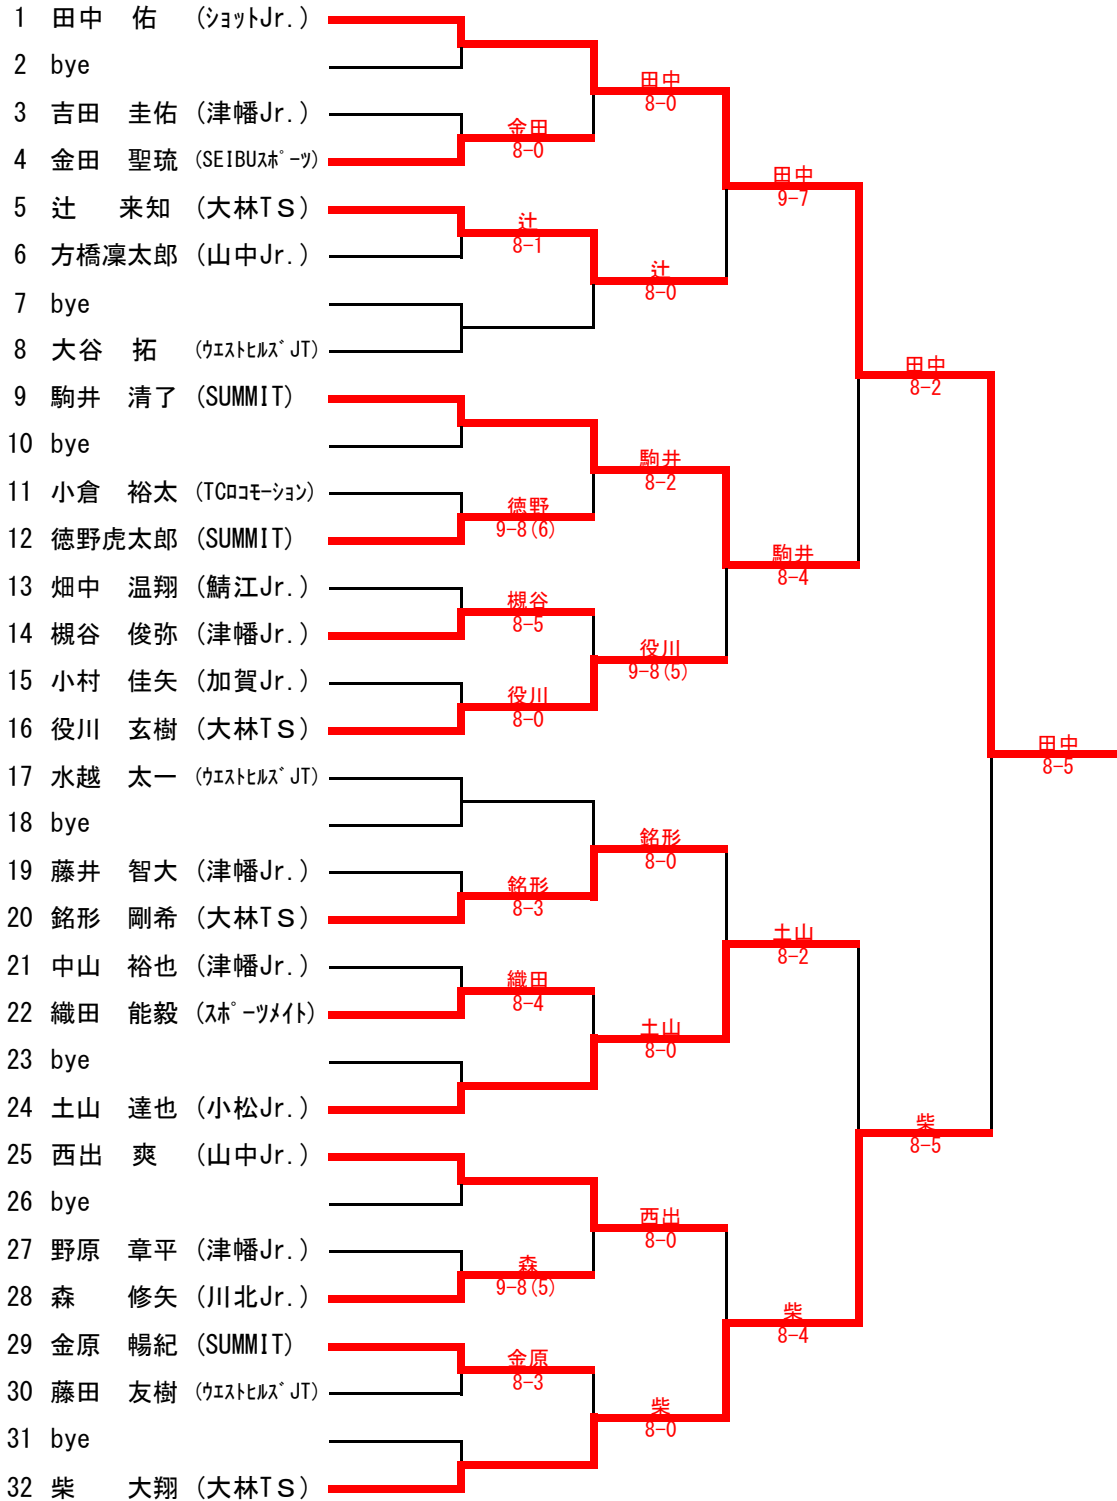 1 田中 佑 (ショットJr.)
2 bye
3 吉田 圭佑 (津幡Jr.)
4 金田 聖琉 (SEIBUｽﾎﾟｰﾂ)
5 辻 来知 (大林TS)
6 方橋凜太郎 (山中Jr.)
7 bye
8 大谷 拓 (ｳｴｽﾄﾋﾙｽﾞJT)
9 駒井 清了 (SUMMIT)
10 bye
11 小倉 裕太 (TCﾛｺﾓｰｼｮﾝ)
12 徳野虎太郎 (SUMMIT)
13 畑中 温翔 (鯖江Jr.)
14 槻谷 俊弥 (津幡Jr.)
15 小村 佳矢 (加賀Jr.)
16 役川 玄樹 (大林TS)
17 水越 太一 (ｳｴｽﾄﾋﾙｽﾞJT)
18 bye
19 藤井 智大 (津幡Jr.)
20 銘形 剛希 (大林TS)
21 中山 裕也 (津幡Jr.)
22 織田 能毅 (ｽﾎﾟｰﾂﾒｲﾄ)
23 bye
24 土山 達也 (小松Jr.)
25 西出 爽 (山中Jr.)
26 bye
27 野原 章平 (津幡Jr.)
28 森 修矢 (川北Jr.)
29 金原 暢紀 (SUMMIT)
30 藤田 友樹 (ｳｴｽﾄﾋﾙｽﾞJT)
31 bye
32 柴 大翔 (大林TS)
金田
8-0
辻
8-1
徳野
9-8(6)
槻谷
8-5
役川
8-0
銘形
8-3
織田
8-4
森
9-8(5)
金原
8-3
田中
8-0
辻
8-0
駒井
8-2
役川
9-8(5)
銘形
8-0
土山
8-0
西出
8-0
柴
8-0
田中
9-7
駒井
8-4
土山
8-2
柴
8-4
田中
8-2
柴
8-5
田中
8-5